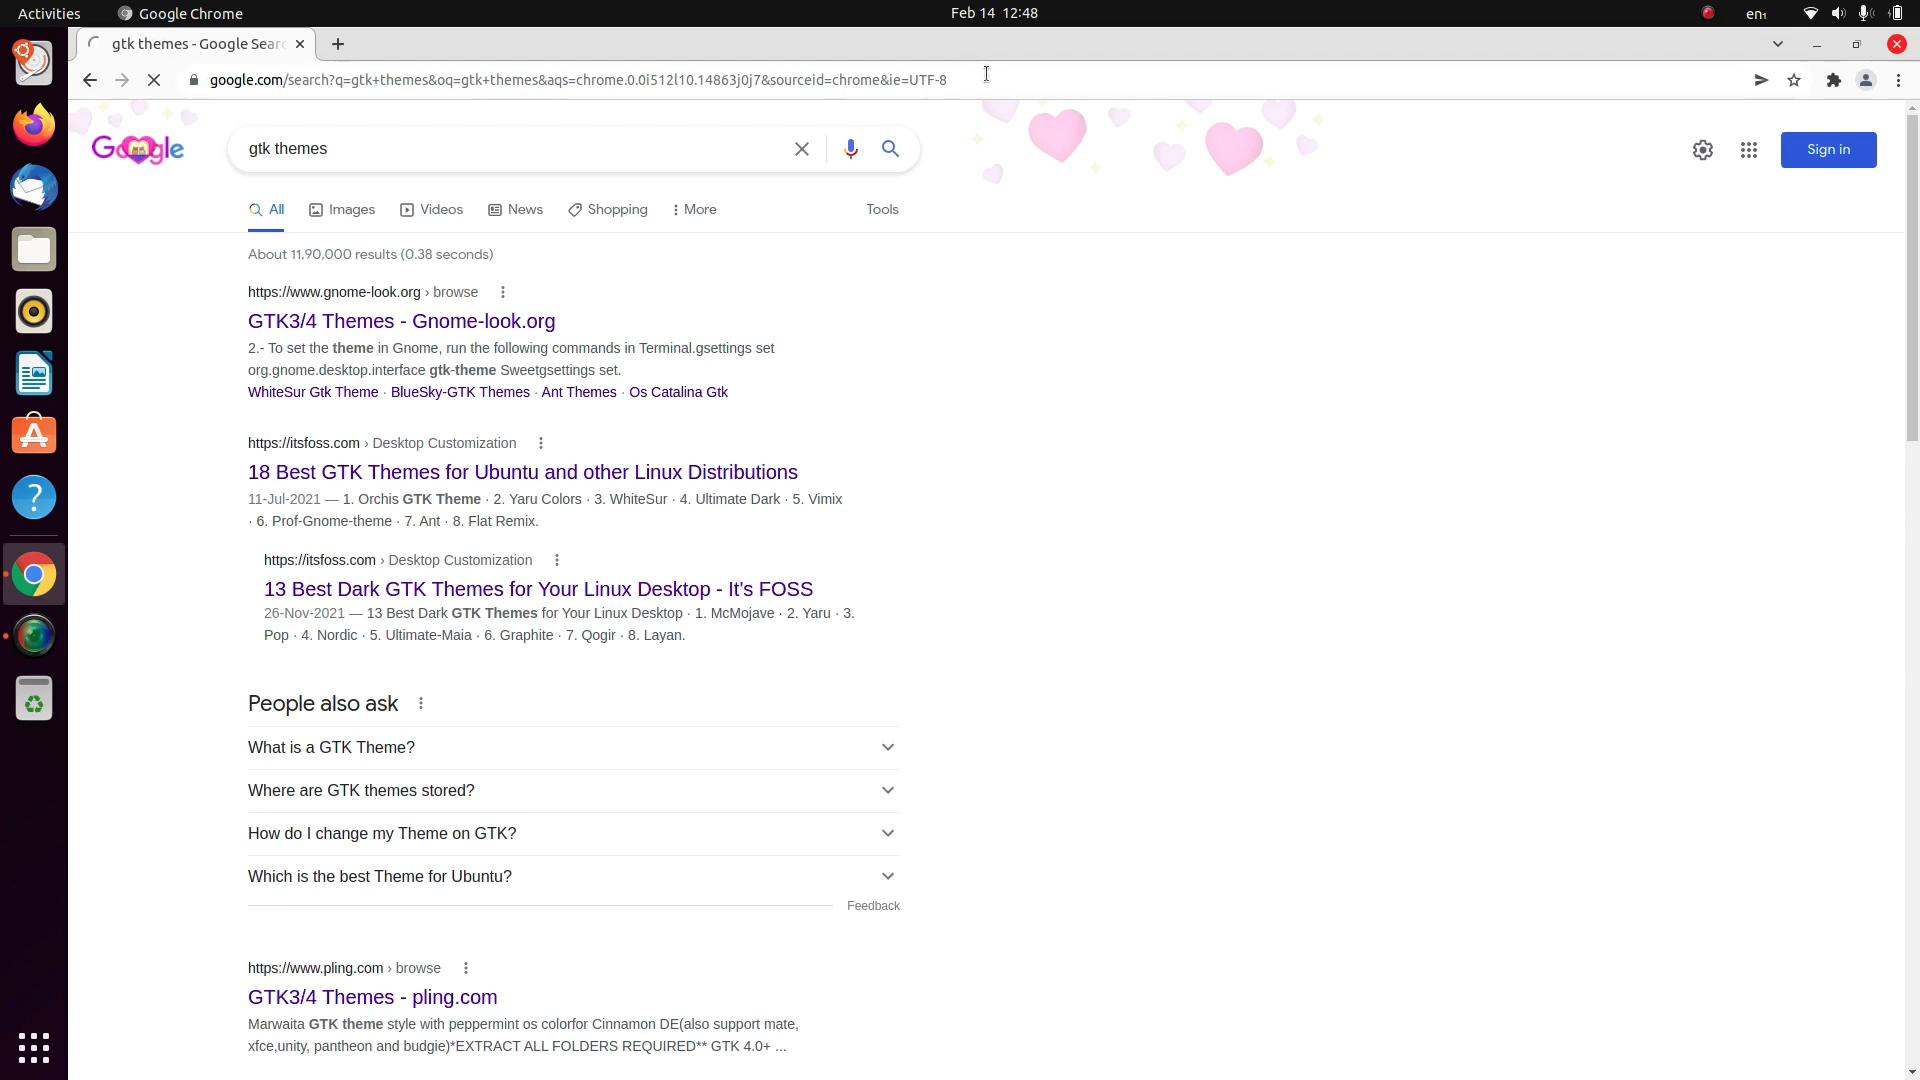 Activities Google Chrome Feb 14 12:48 en₁
gtk themes - Google Sear
google.com/search?q=gtk+themes&oq=gtk+themes&aqs=chrome.0.0i512l10.14863j0j7&sourceid=chrome&ie=UTF-8
Google gtk themes Sign in
All Images Videos News Shopping More Tools
About 11,90,000 results (0.38 seconds)
https://www.gnome-look.org › browse
GTK3/4 Themes - Gnome-look.org
2.- To set the theme in Gnome, run the following commands in Terminal.gsettings set
org.gnome.desktop.interface gtk-theme Sweetgsettings set.
WhiteSur Gtk Theme · BlueSky-GTK Themes · Ant Themes · Os Catalina Gtk
https://itsfoss.com › Desktop Customization
18 Best GTK Themes for Ubuntu and other Linux Distributions
11-Jul-2021 — 1. Orchis GTK Theme · 2. Yaru Colors · 3. WhiteSur · 4. Ultimate Dark · 5. Vimix
· 6. Prof-Gnome-theme · 7. Ant · 8. Flat Remix.
https://itsfoss.com › Desktop Customization
13 Best Dark GTK Themes for Your Linux Desktop - It's FOSS
26-Nov-2021 — 13 Best Dark GTK Themes for Your Linux Desktop · 1. McMojave · 2. Yaru · 3.
Pop · 4. Nordic · 5. Ultimate-Maia · 6. Graphite · 7. Qogir · 8. Layan.
People also ask
What is a GTK Theme?
Where are GTK themes stored?
How do I change my Theme on GTK?
Which is the best Theme for Ubuntu?
Feedback
https://www.pling.com › browse
GTK3/4 Themes - pling.com
Marwaita GTK theme style with peppermint os colorfor Cinnamon DE(also support mate,
xfce,unity, pantheon and budgie)*EXTRACT ALL FOLDERS REQUIRED** GTK 4.0+ ...